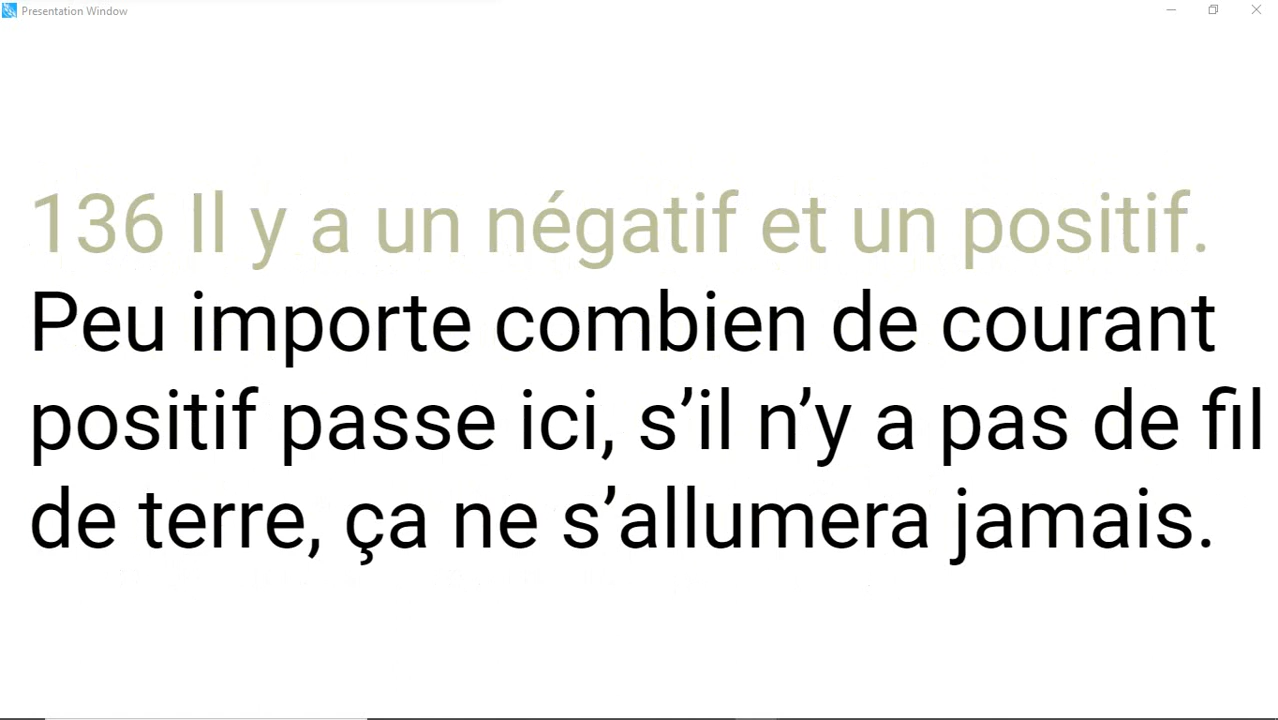 Presentation Window
136 Il y a un négatif et un positif.
Peu importe combien de courant
positif passe ici, s’il n’y a pas de fil
de terre, ça ne s’allumera jamais.